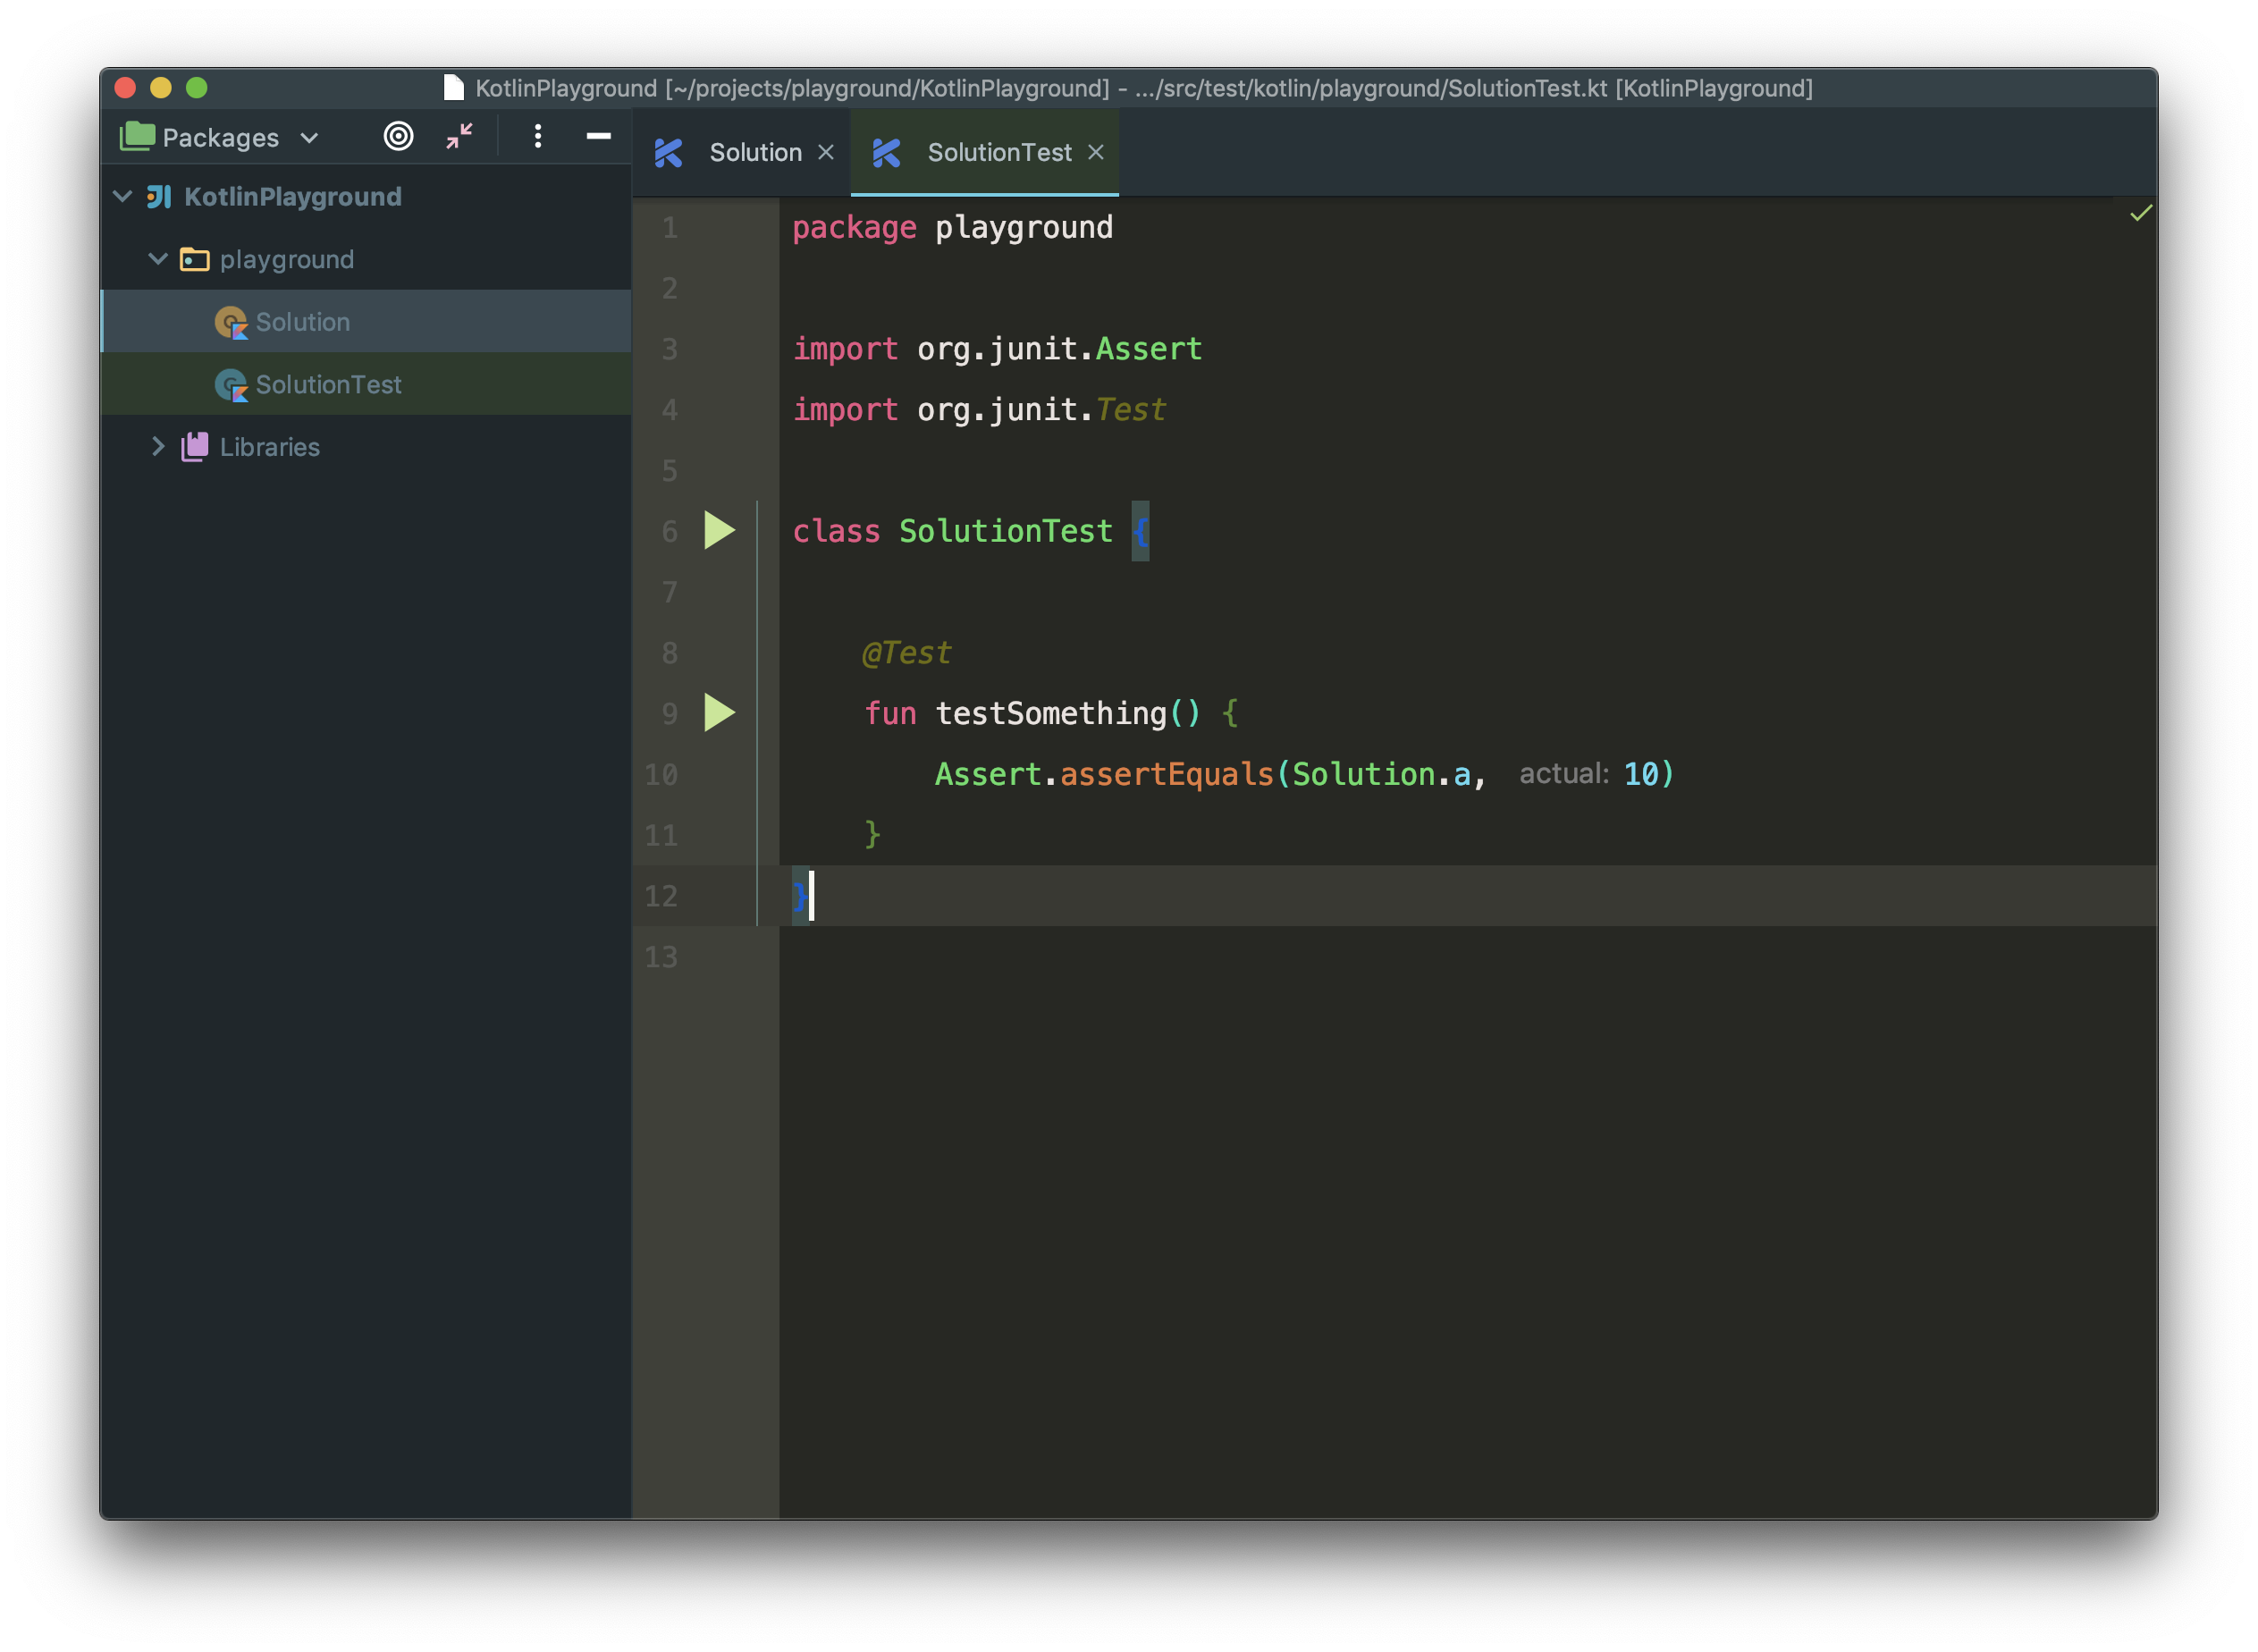 KotlinPlayground [~/projects/playground/KotlinPlayground] - .../src/test/kotlin/playground/SolutionTest.kt [KotlinPlayground]
Packages
Solution
SolutionTest
KotlinPlayground
playground
Solution
SolutionTest
Libraries
1 package playground
2
3 import org.junit.Assert
4 import org.junit.Test
5
6 class SolutionTest {
7
8 @Test
9 fun testSomething() {
10 Assert.assertEquals(Solution.a, actual: 10)
11 }
12 }
13